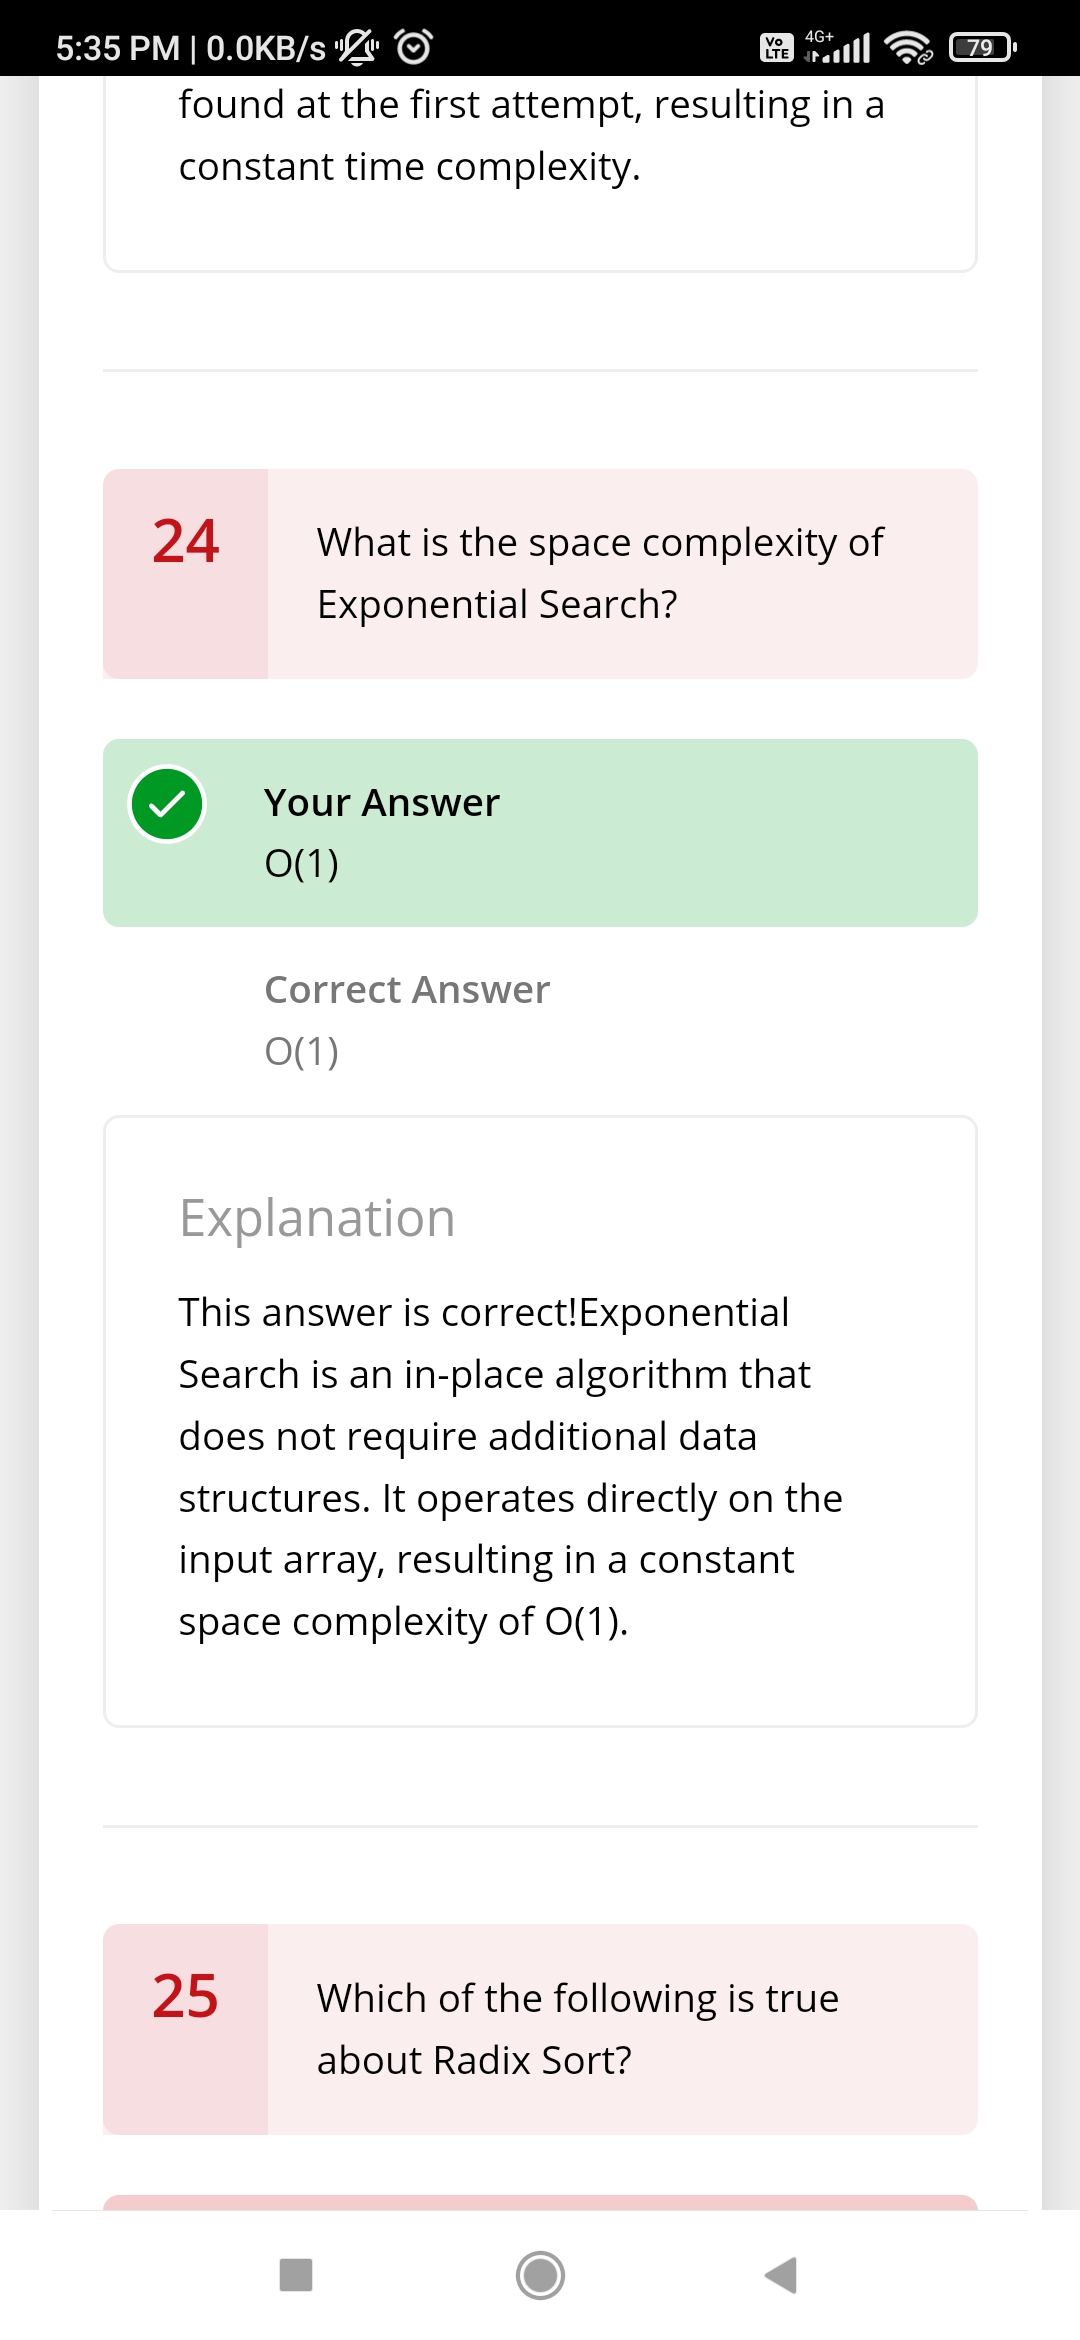 5:35 PM | 0.0KB/s Vo LTE 4G+ 79
found at the first attempt, resulting in a
constant time complexity.
24
What is the space complexity of
Exponential Search?
Your Answer
O(1)
Correct Answer
O(1)
Explanation
This answer is correct!Exponential
Search is an in-place algorithm that
does not require additional data
structures. It operates directly on the
input array, resulting in a constant
space complexity of O(1).
25
Which of the following is true
about Radix Sort?